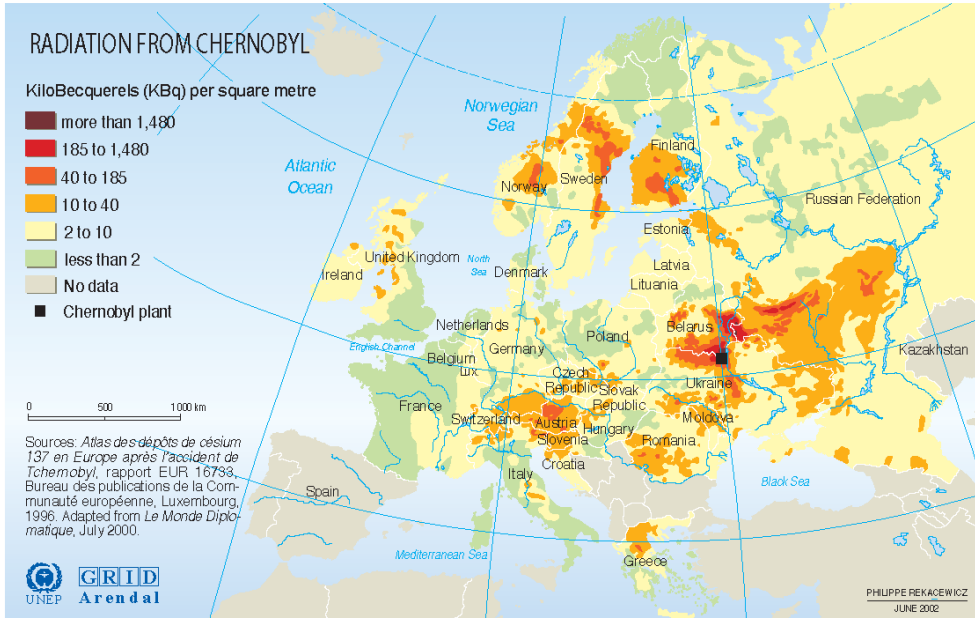 RADIATION FROM CHERNOBYL
KiloBecquerels (KBq) per square metre
more than 1,480
185 to 1,480
40 to 185
10 to 40
2 to 10
less than 2
No data
Chernobyl plant
0 500 1000 km
Sources: Atlas des dépôts de césium
137 en Europe après l'accident de
Tchernobyl, rapport EUR 16733,
Bureau des publications de la Com-
munauté européenne, Luxembourg,
1996. Adapted from Le Monde Diplo-
matique, July 2000.
UNEP
GRID
Arendal
Norwegian
Sea
Atlantic
Ocean
Finland
Norway
Sweden
Russian Federation
Estonia
United Kingdom
North
Sea
Latvia
Ireland
Denmark
Lituania
Netherlands
Poland
Belarus
English Channel
Germany
Kazakhstan
Belgium
Lux
Czech
Republic
Slovak
Republic
Ukraine
France
Switzerland
Austria
Hungary
Moldova
Slovenia
Romania
Croatia
Italy
Spain
Black Sea
Mediterranean Sea
Greece
PHILIPPE REKACEWICZ
JUNE 2002